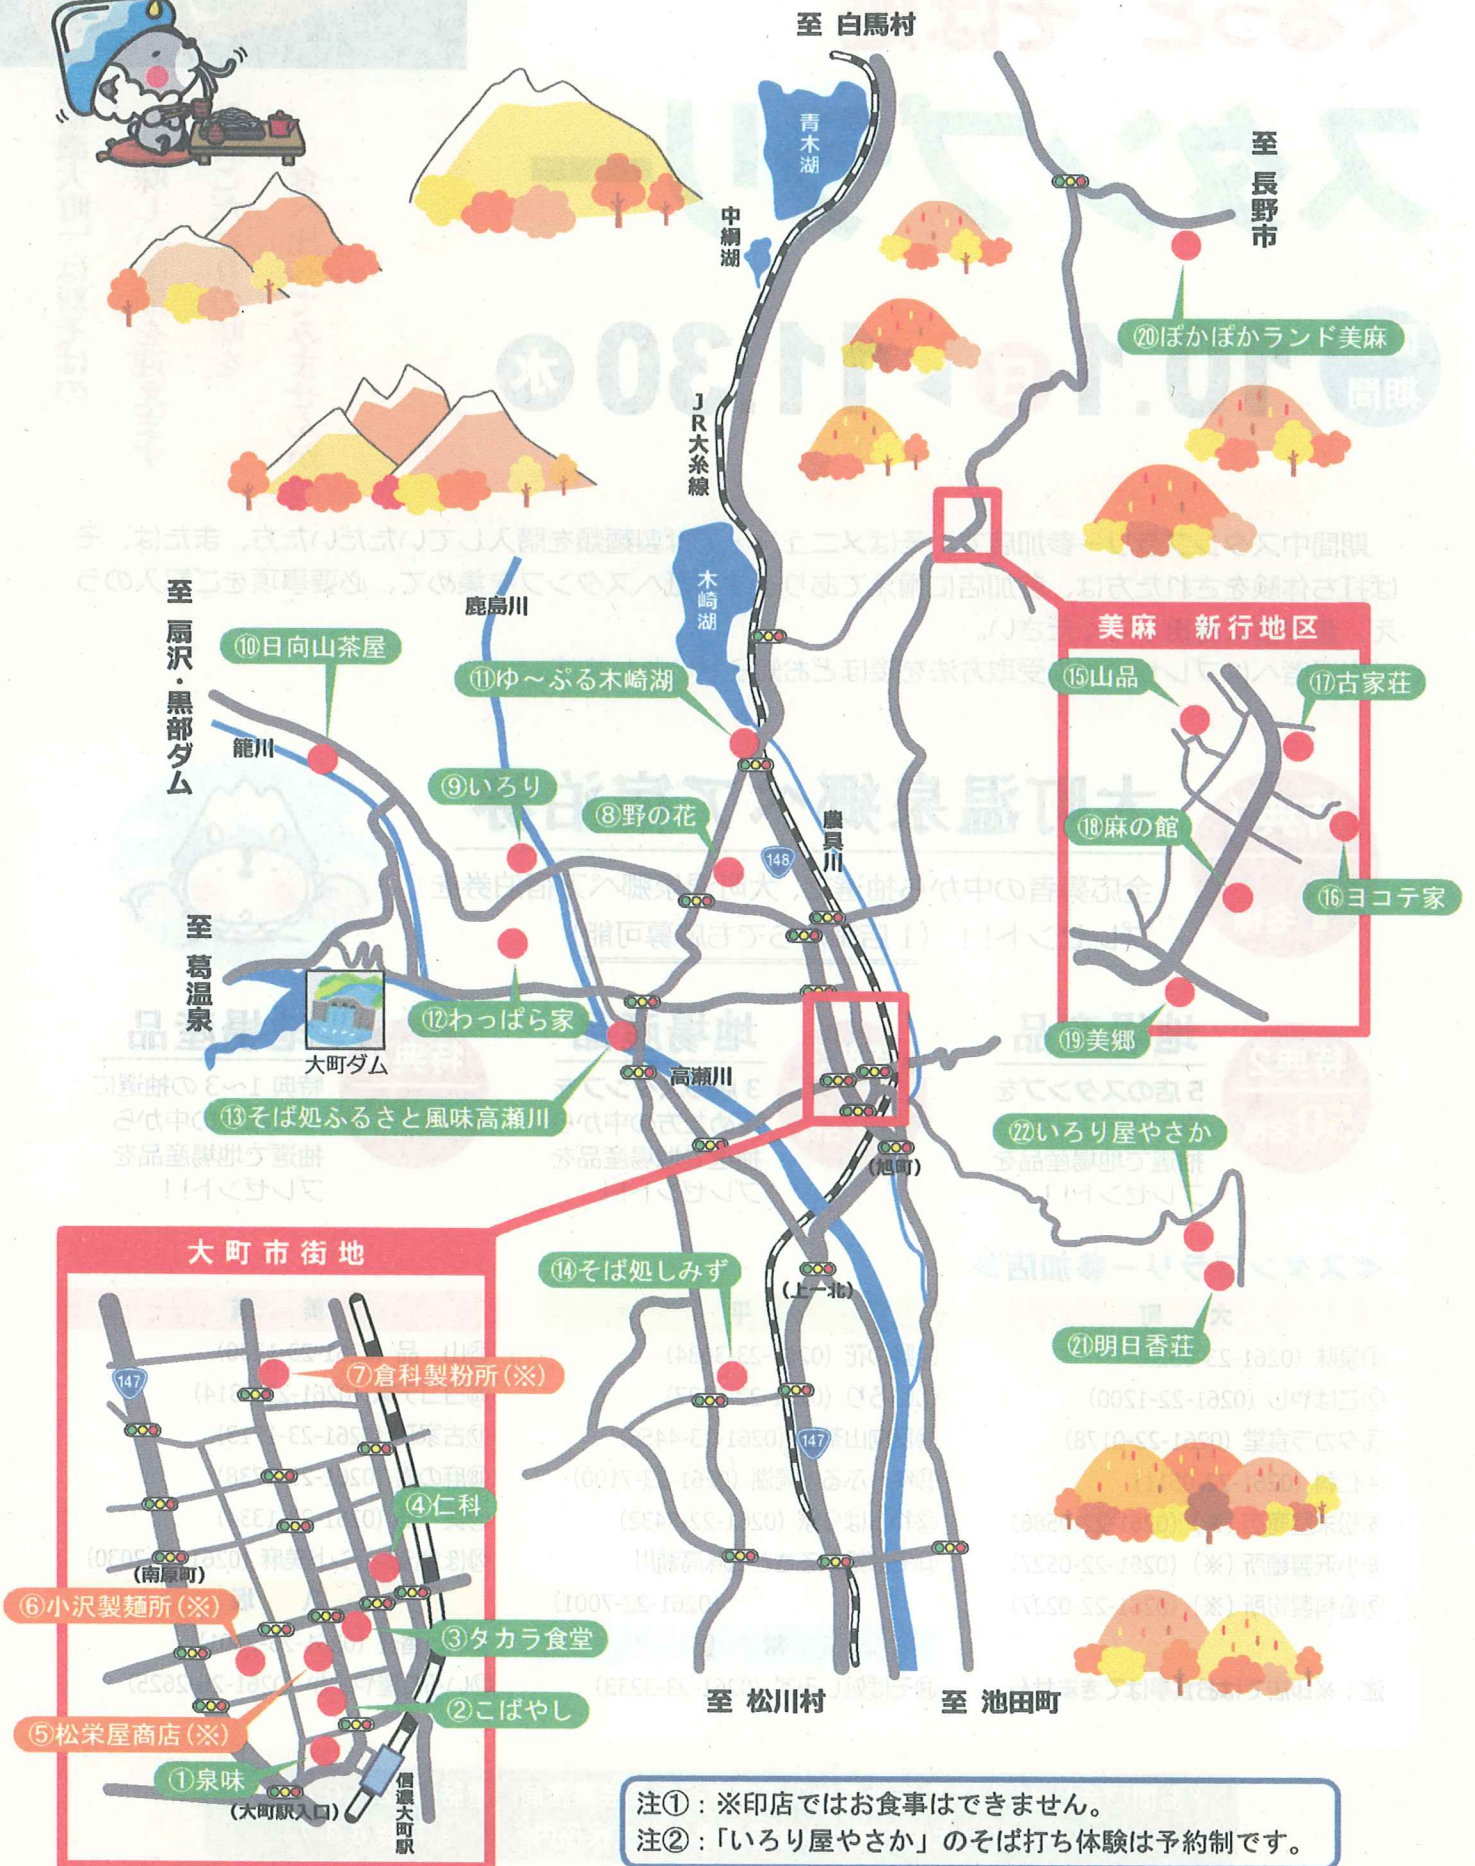 至 白馬村
青木湖
至 長野市
中綱湖
⑳ぽかぽかランド美麻
JR大糸線
木崎湖
鹿島川
至 扇沢・黒部ダム
⑩日向山茶屋
⑪ゆ〜ぷる木崎湖
籠川
⑨いろり
⑧野の花
148
農具川
美麻 新行地区
⑮山品
⑰古家荘
⑱麻の館
⑯ヨコテ家
⑲美郷
至 葛温泉
⑫わっぱら家
大町ダム
高瀬川
⑬そば処ふるさと風味高瀬川
㉒いろり屋やさか
(旭町)
㉑明日香荘
⑭そば処しみず
(上一北)
147
大町市街地
147
⑦倉科製粉所(※)
④仁科
(南原町)
⑥小沢製麺所(※)
③タカラ食堂
②こばやし
⑤松栄屋商店(※)
①泉味
(大町駅入口)
信濃大町駅
至 松川村
至 池田町
注①:※印店ではお食事はできません。
注②:「いろり屋やさか」のそば打ち体験は予約制です。